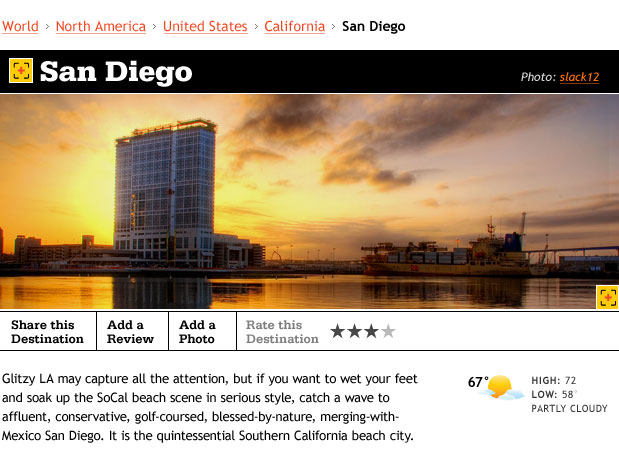 World > North America > United States > California > San Diego
San Diego
Photo: slack12
Share this Destination
Add a Review
Add a Photo
Rate this Destination
Glitzy LA may capture all the attention, but if you want to wet your feet
and soak up the SoCal beach scene in serious style, catch a wave to
affluent, conservative, golf-coursed, blessed-by-nature, merging-with-
Mexico San Diego. It is the quintessential Southern California beach city.
67°
HIGH: 72
LOW: 58°
PARTLY CLOUDY